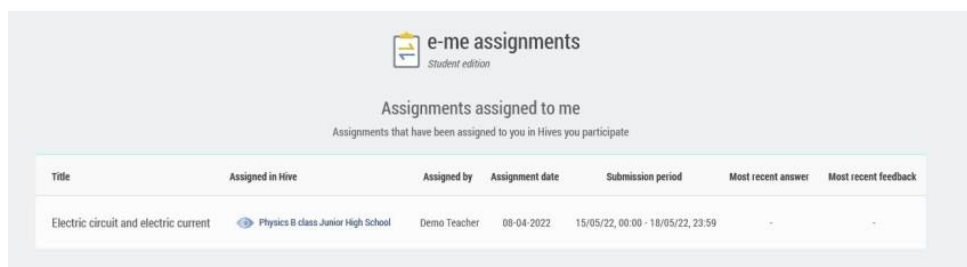 e-me assignments
Student edition
Assignments assigned to me
Assignments that have been assigned to you in Hives you participate
Title Assigned in Hive Assigned by Assignment date Submission period Most recent answer Most recent feedback
Electric circuit and electric current Physics B class Junior High School Demo Teacher 08-04-2022 15/05/22, 00:00 - 18/05/22, 23:59 - -